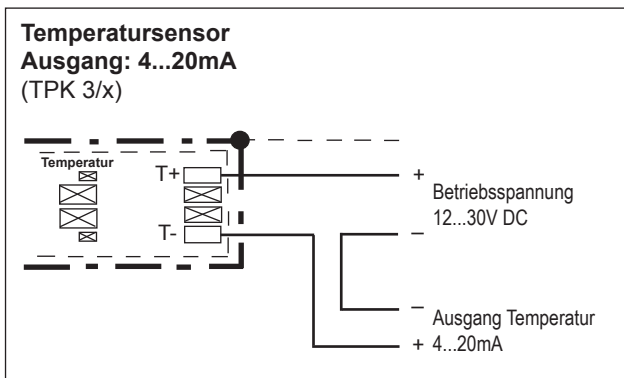 Temperatursensor
Ausgang: 4...20mA
(TPK 3/x)
Temperatur
T+
+
Betriebsspannung
12...30V DC
T-
–
–
Ausgang Temperatur
+ 4...20mA